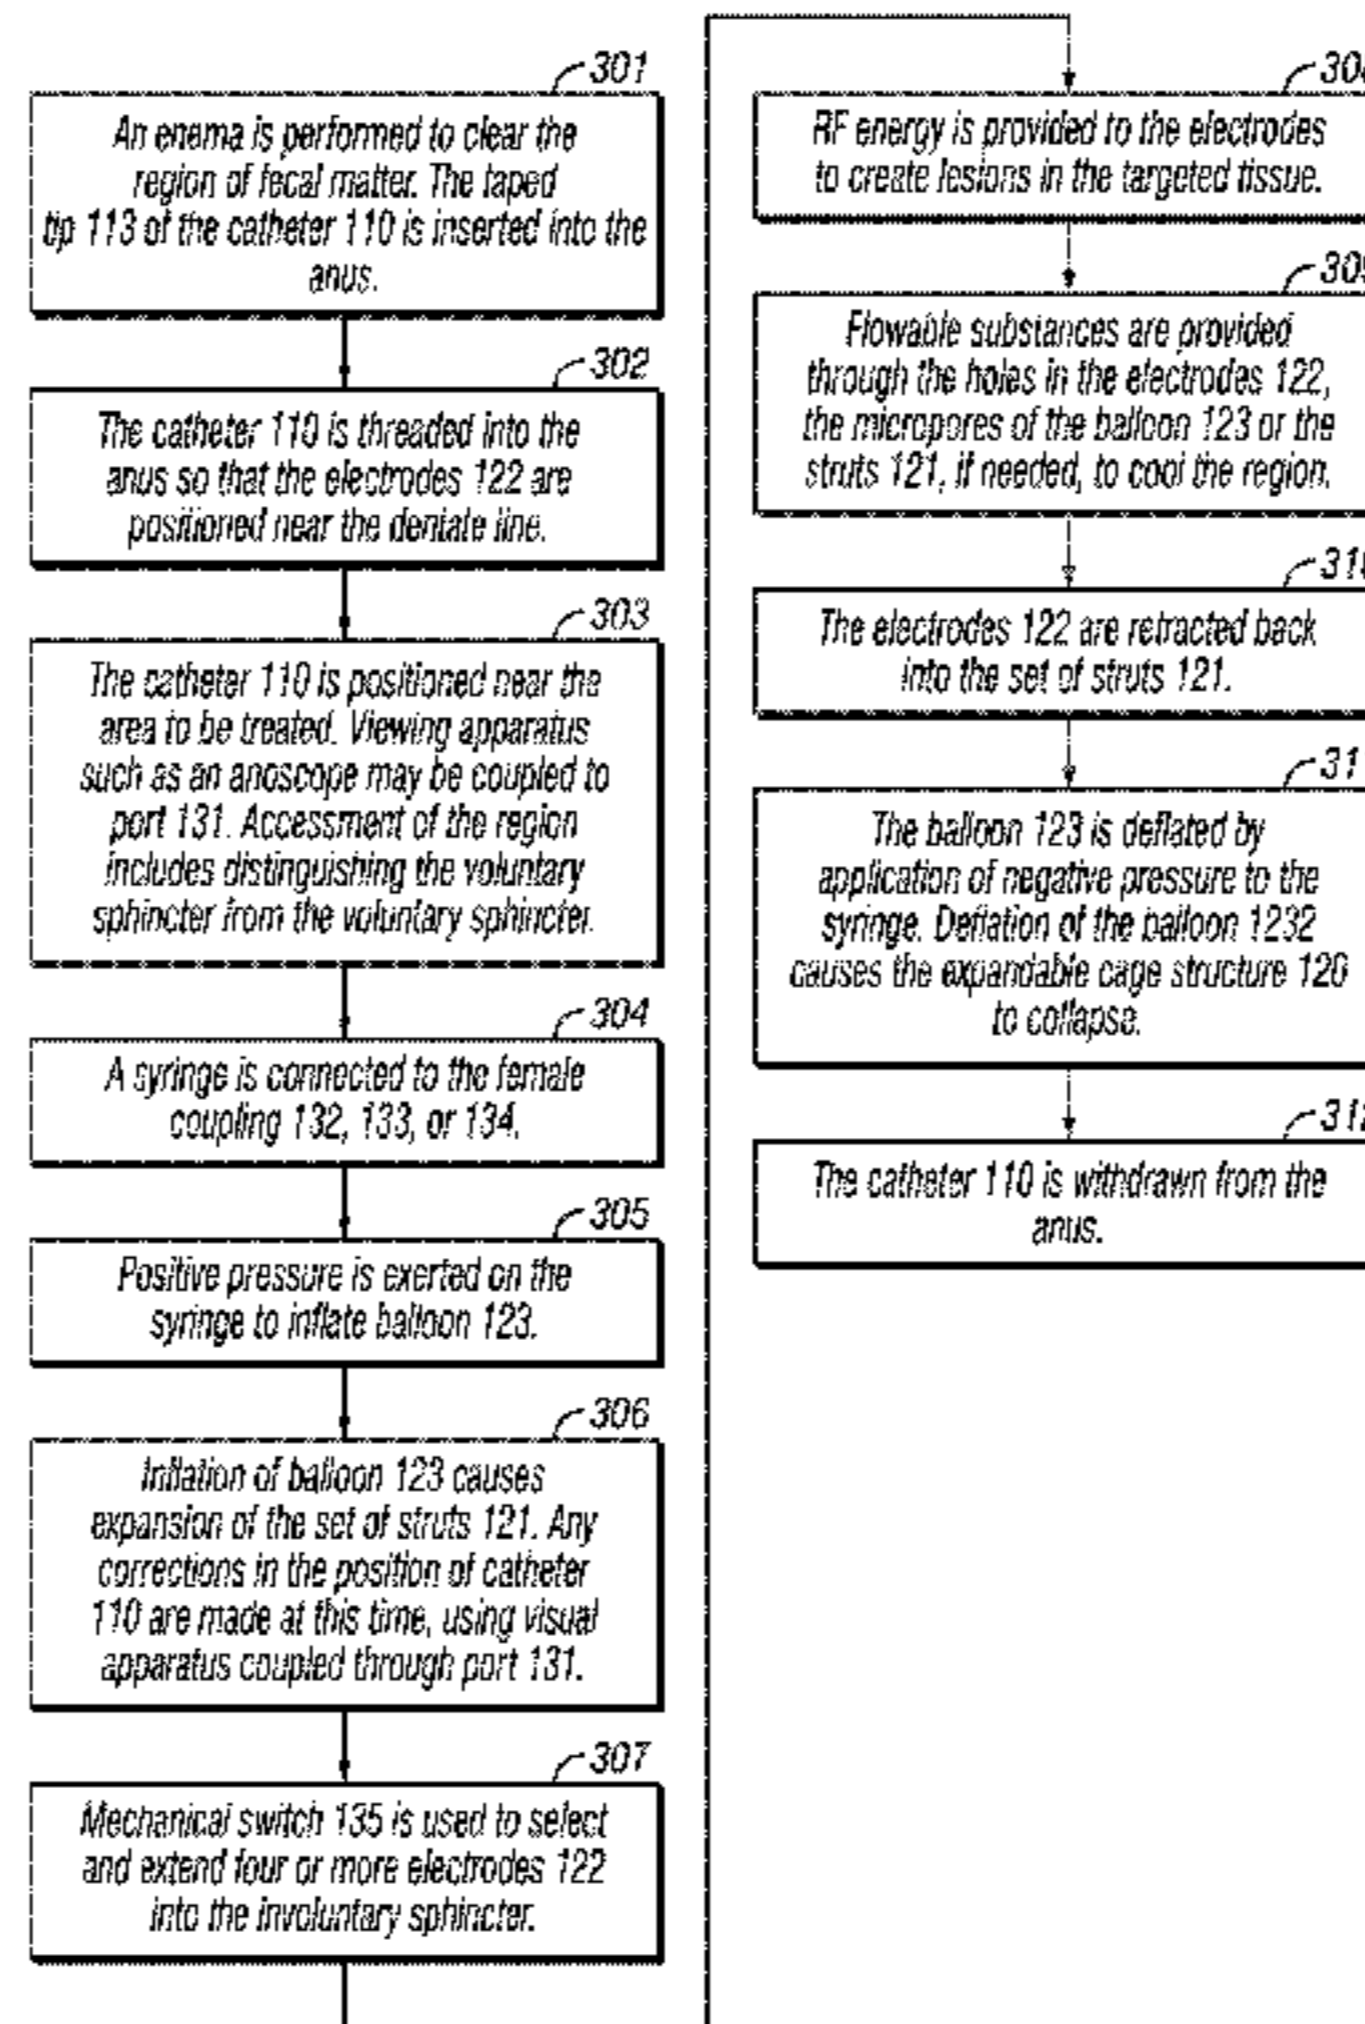 301
An enema is performed to clear the
region of fecal matter. The taped
tip 113 of the catheter 110 is inserted into the
anus.
302
The catheter 110 is threaded into the
anus so that the electrodes 122 are
positioned near the dentate line.
303
The catheter 110 is positioned near the
area to be treated. Viewing apparatus
such as an anoscope may be coupled to
port 131. Accessment of the region
includes distinguishing the voluntary
sphincter from the voluntary sphincter.
304
A syringe is connected to the female
coupling 132, 133, or 134.
305
Positive pressure is exerted on the
syringe to inflate balloon 123.
306
Inflation of balloon 123 causes
expansion of the set of struts 121. Any
corrections in the position of catheter
110 are made at this time, using visual
apparatus coupled through port 131.
307
Mechanical switch 135 is used to select
and extend four or more electrodes 122
into the involuntary sphincter.
308
RF energy is provided to the electrodes
to create lesions in the targeted tissue.
309
Flowable substances are provided
through the holes in the electrodes 122,
the micropores of the balloon 123 or the
struts 121, if needed, to cool the region.
310
The electrodes 122 are retracted back
into the set of struts 121.
31
The balloon 123 is deflated by
application of negative pressure to the
syringe. Deflation of the balloon 1232
causes the expandable cage structure 120
to collapse.
312
The catheter 110 is withdrawn from the
anus.